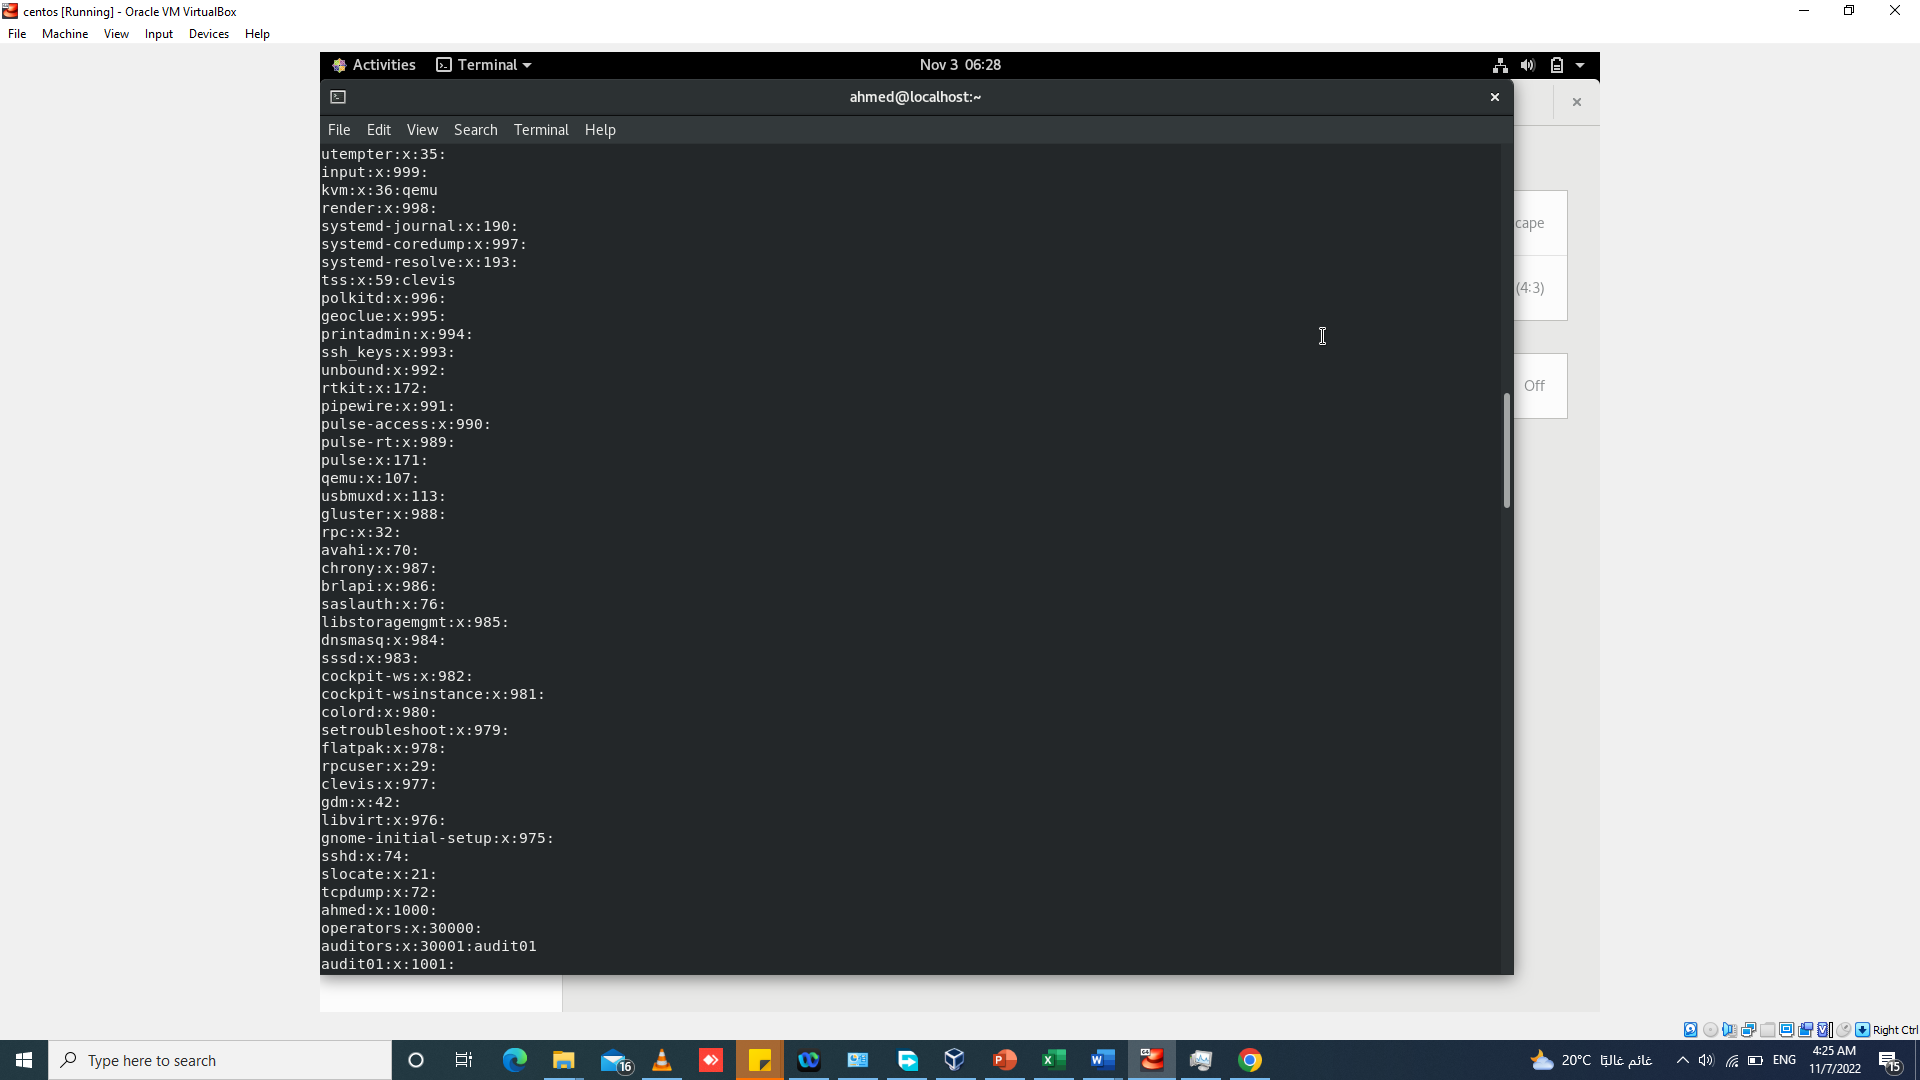 centos [Running] - Oracle VM VirtualBox
File Machine View Input Devices Help
Activities Terminal Nov 3 06:28
ahmed@localhost:~
File Edit View Search Terminal Help
utempter:x:35:
input:x:999:
kvm:x:36:qemu
render:x:998:
systemd-journal:x:190:
systemd-coredump:x:997:
systemd-resolve:x:193:
tss:x:59:clevis
polkitd:x:996:
geoclue:x:995:
printadmin:x:994:
ssh_keys:x:993:
unbound:x:992:
rtkit:x:172:
pipewire:x:991:
pulse-access:x:990:
pulse-rt:x:989:
pulse:x:171:
qemu:x:107:
usbmuxd:x:113:
gluster:x:988:
rpc:x:32:
avahi:x:70:
chrony:x:987:
brlapi:x:986:
saslauth:x:76:
libstoragemgmt:x:985:
dnsmasq:x:984:
sssd:x:983:
cockpit-ws:x:982:
cockpit-wsinstance:x:981:
colord:x:980:
setroubleshoot:x:979:
flatpak:x:978:
rpcuser:x:29:
clevis:x:977:
gdm:x:42:
libvirt:x:976:
gnome-initial-setup:x:975:
sshd:x:74:
slocate:x:21:
tcpdump:x:72:
ahmed:x:1000:
operators:x:30000:
auditors:x:30001:audit01
audit01:x:1001:
cape
(4:3)
Off
Right Ctrl
Type here to search
16
20°C غائم غالبًا
ENG
4:25 AM
11/7/2022
15